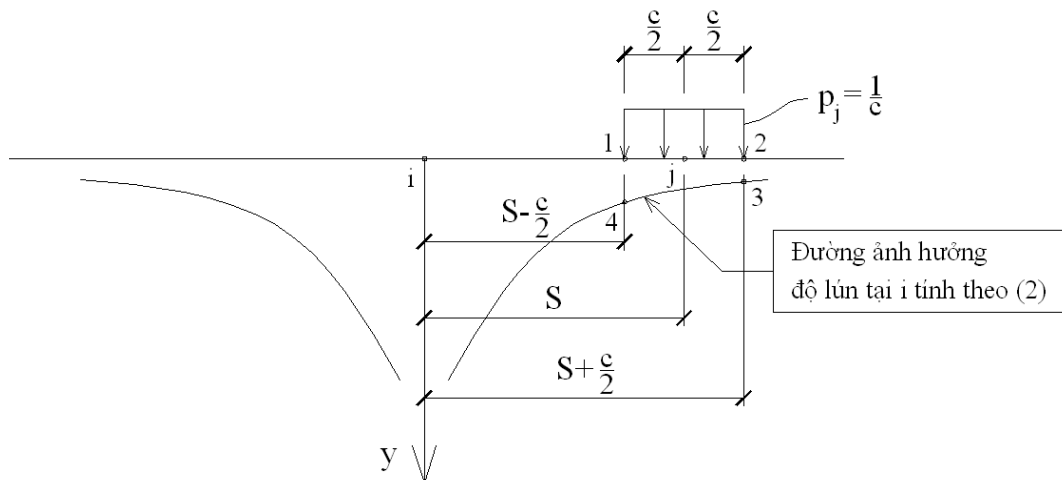 c/2 c/2
p_j = 1/c
1 2
i j
3
S-c/2 4
Đường ảnh hưởng
độ lún tại i tính theo (2)
S
S+c/2
y